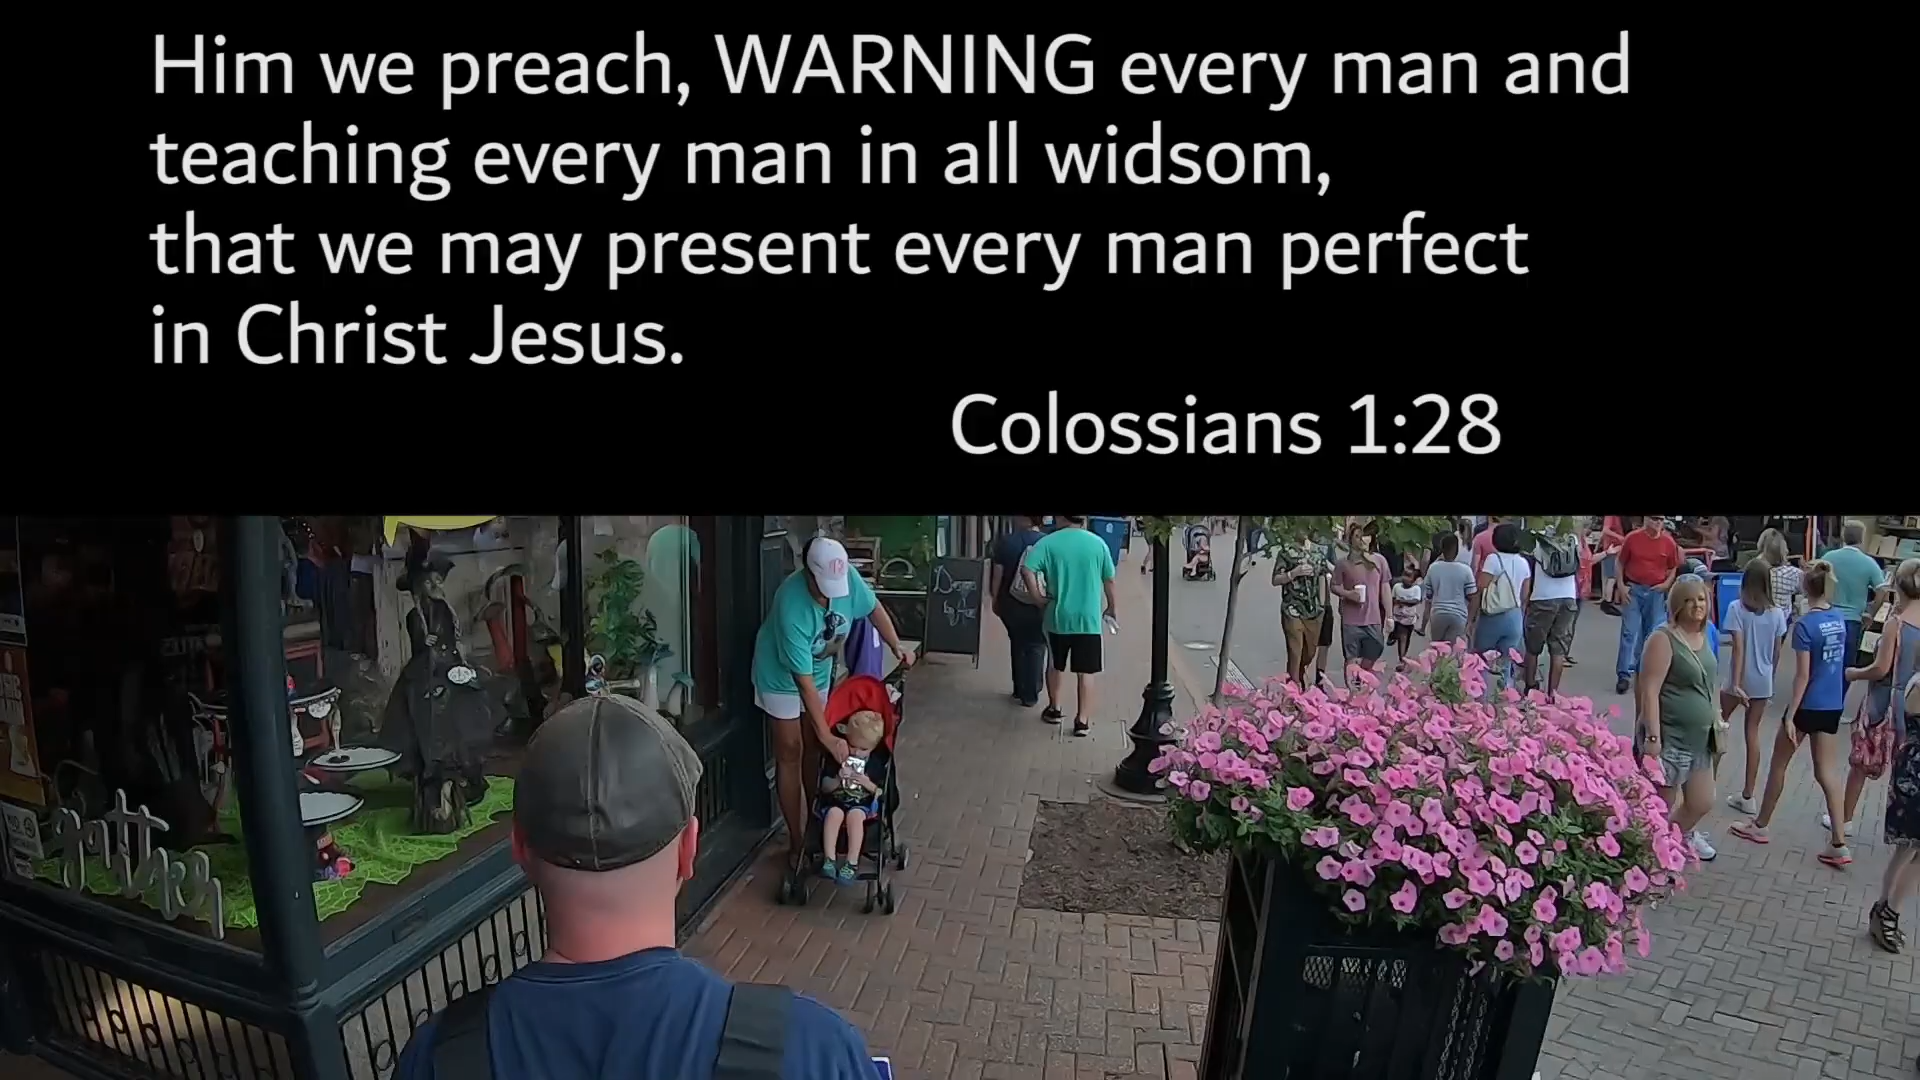 Him we preach, WARNING every man and
teaching every man in all widsom,
that we may present every man perfect
in Christ Jesus.
Colossians 1:28
gather